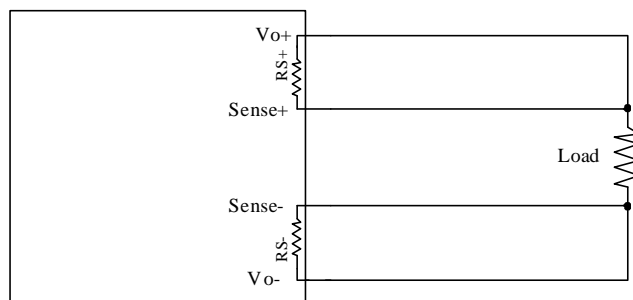 Vo+
RS+
Sense+
Load
Sense-
RS-
Vo-